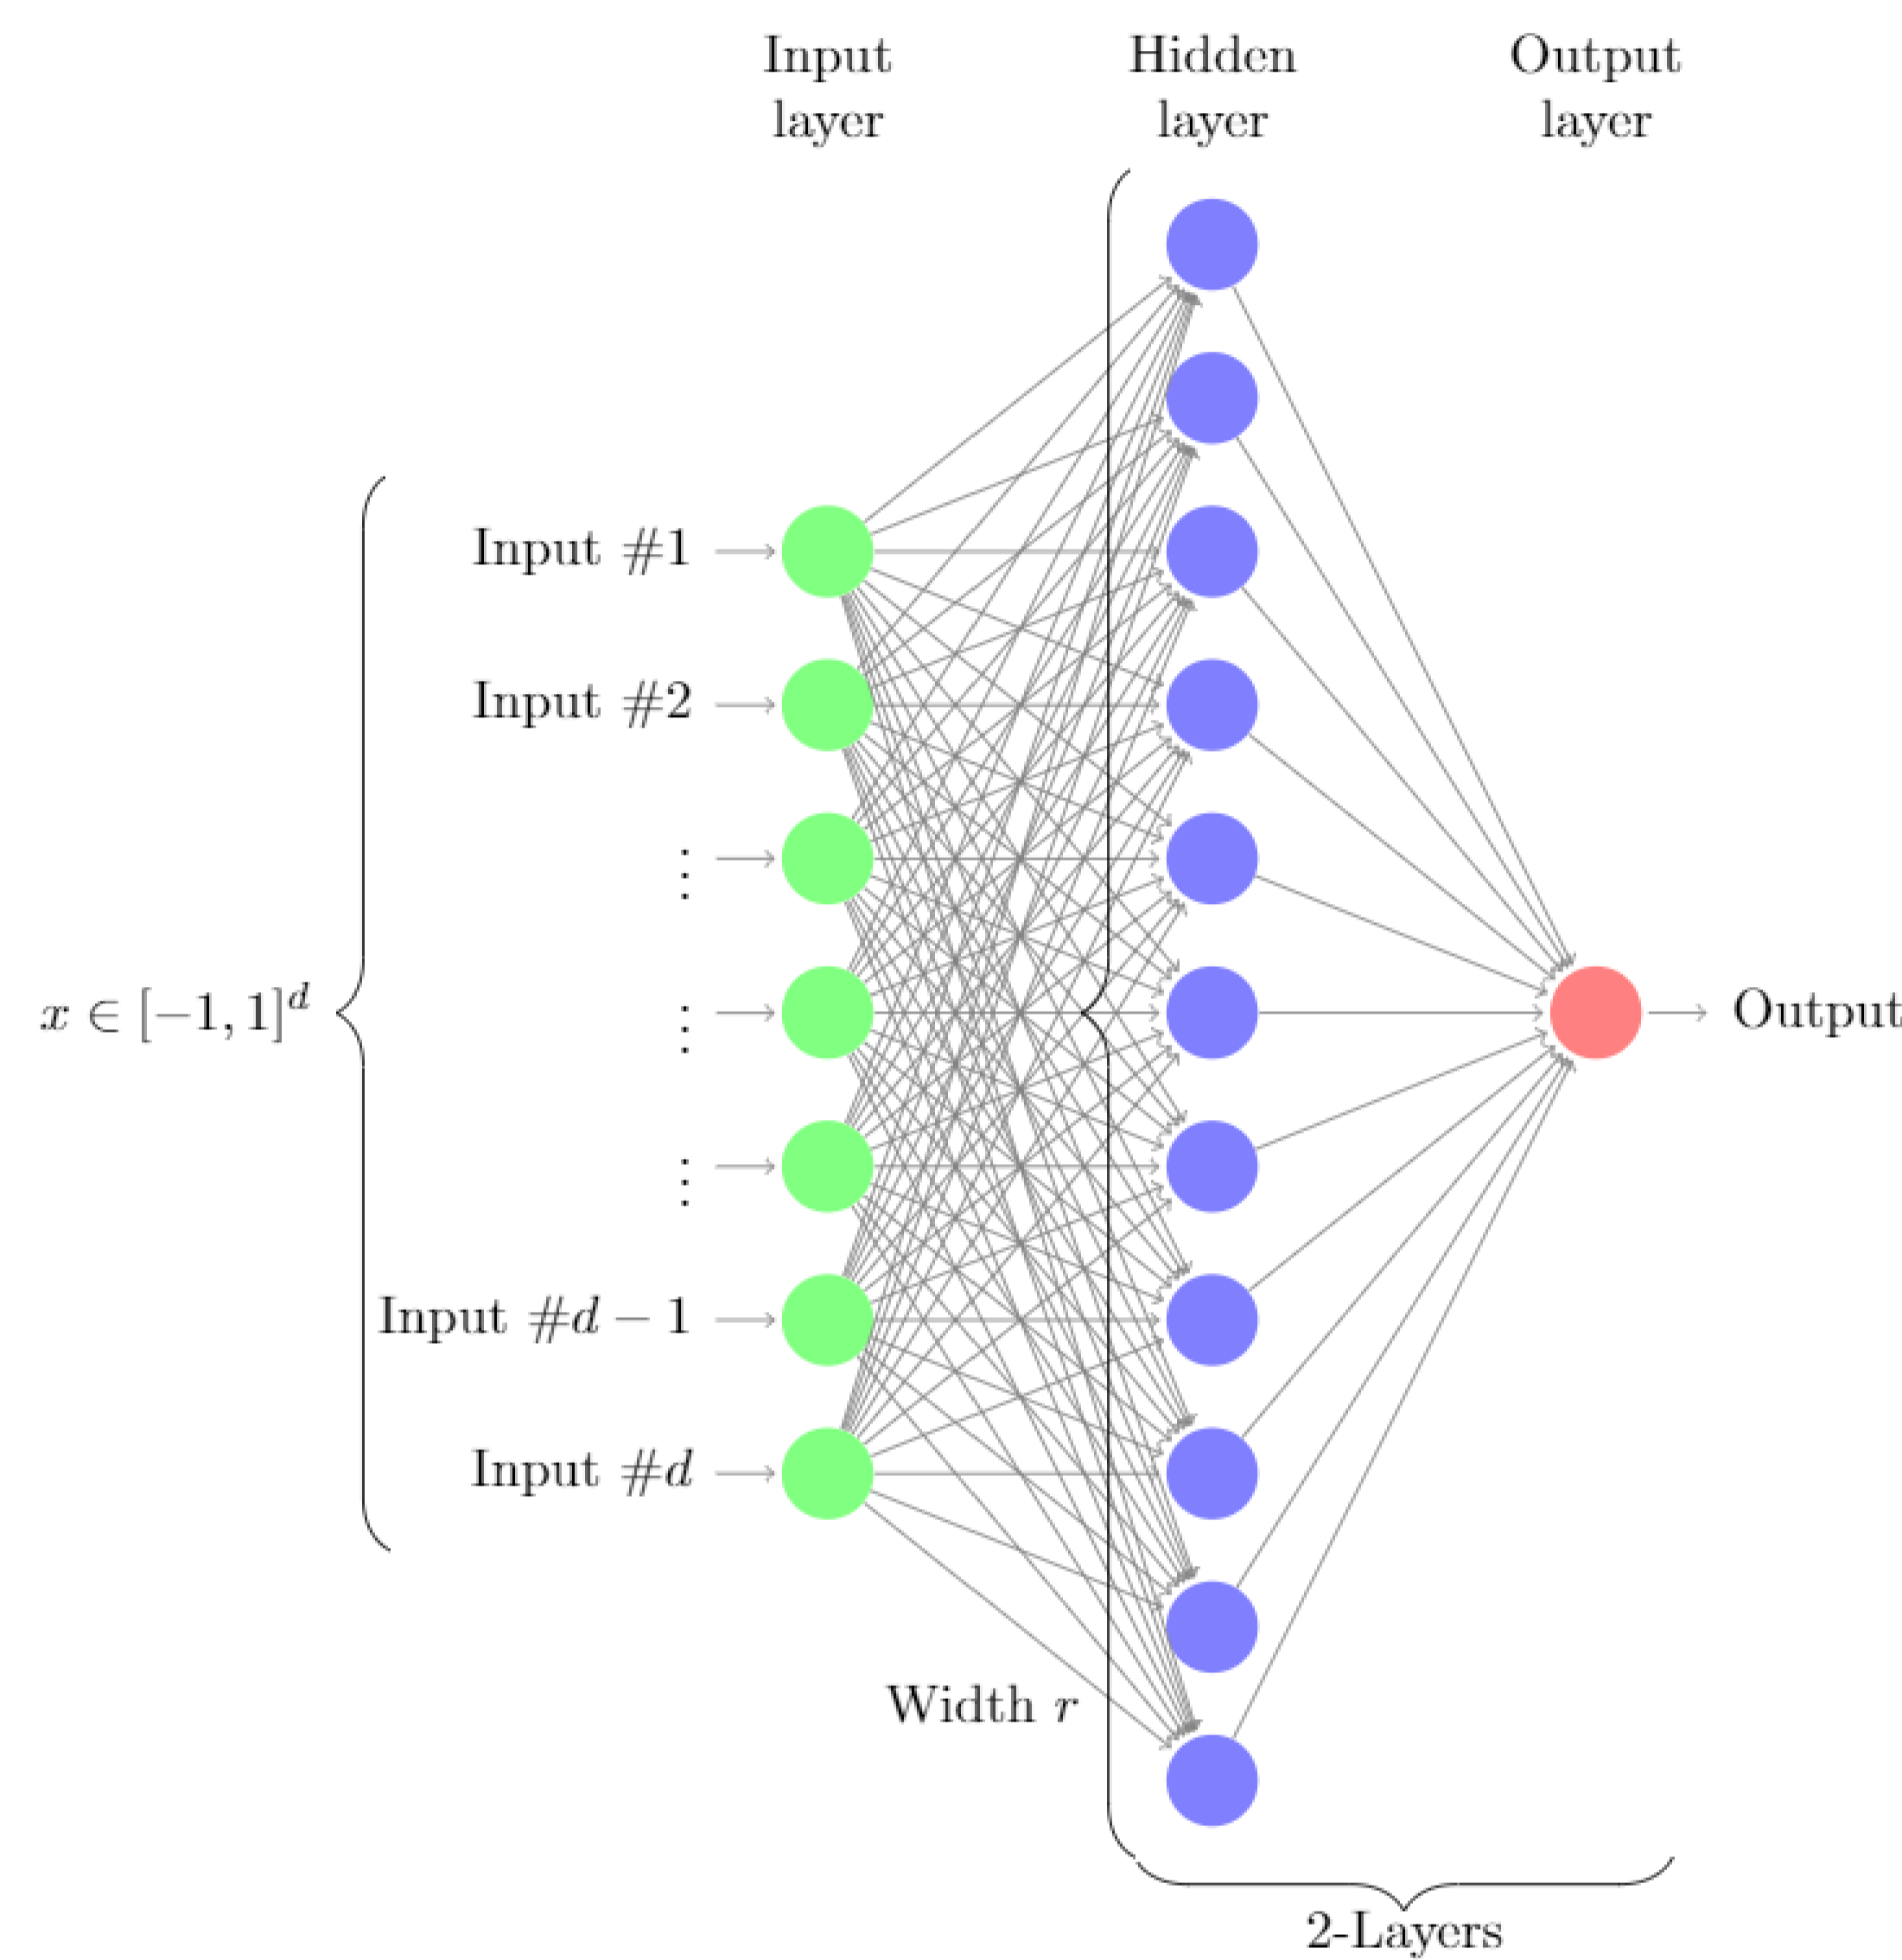 Input
layer
Hidden
layer
Output
layer
Input #1
Input #2
⋮
x ∈ [−1, 1]^d
⋮
Output
⋮
Input #d − 1
Input #d
Width r
2-Layers